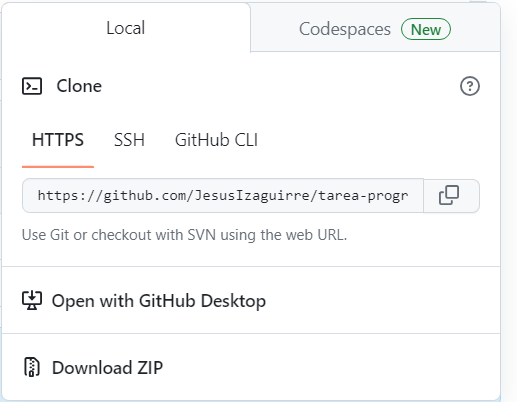 Local
Codespaces New
Clone
HTTPS SSH GitHub CLI
https://github.com/JesusIzaguirre/tarea-progr
Use Git or checkout with SVN using the web URL.
Open with GitHub Desktop
Download ZIP